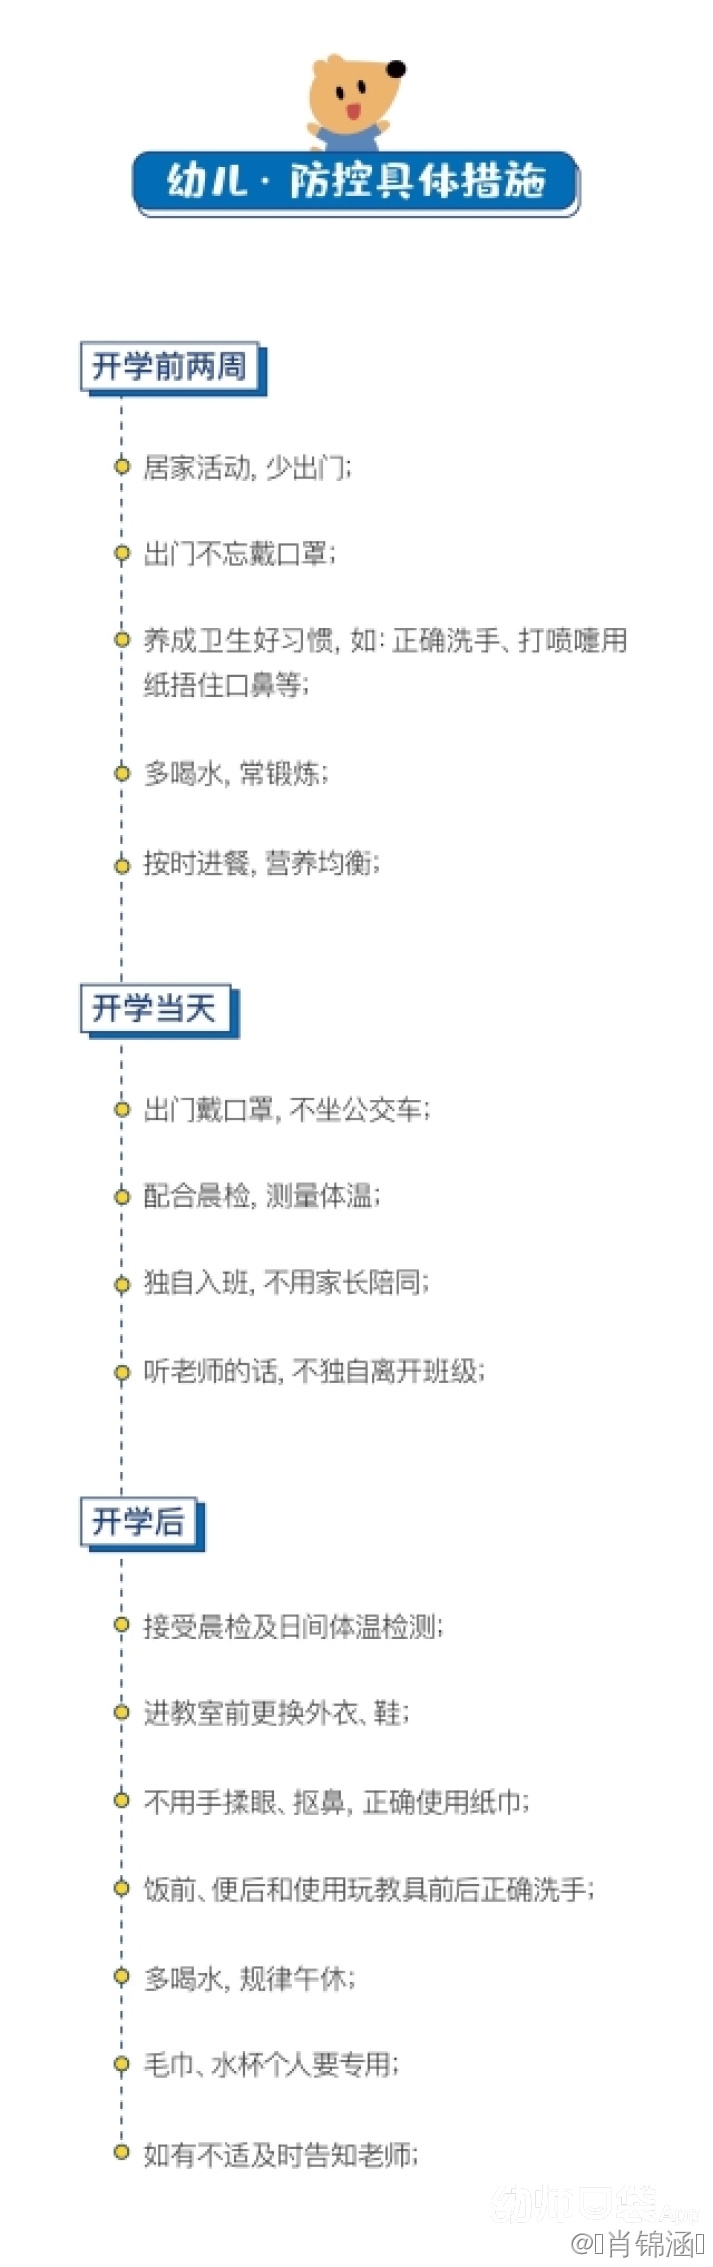 幼儿·防控具体措施
开学前两周
居家活动, 少出门;
出门不忘戴口罩;
养成卫生好习惯, 如: 正确洗手、打喷嚏用
纸捂住口鼻等;
多喝水, 常锻炼;
按时进餐, 营养均衡;
开学当天
出门戴口罩, 不坐公交车;
配合晨检, 测量体温;
独自入班, 不用家长陪同;
听老师的话, 不独自离开班级;
开学后
接受晨检及日间体温检测;
进教室前更换外衣、鞋;
不用手揉眼、抠鼻, 正确使用纸巾;
饭前、便后和使用玩教具前后正确洗手;
多喝水, 规律午休;
毛巾、水杯个人要专用;
如有不适及时告知老师;
幼师口袋App
@肖锦涵